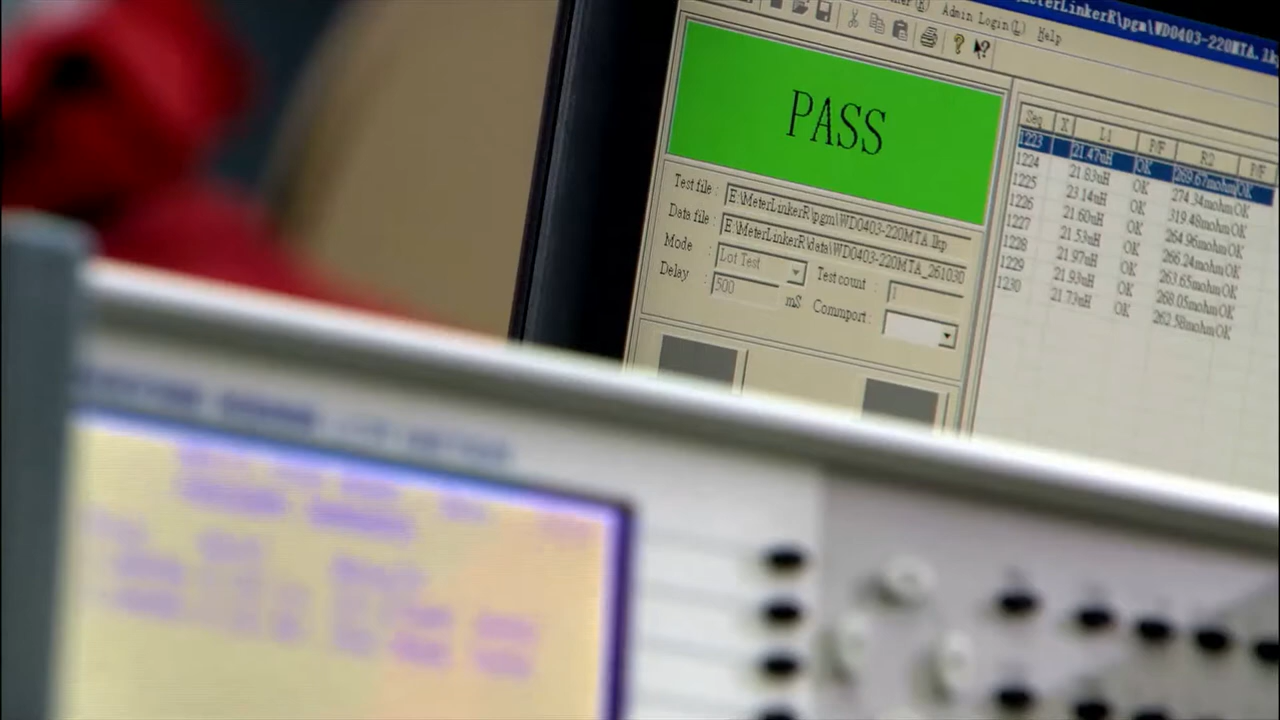 MeterLinkerR\pgm\WD0403-220MTA.lkp
Admin Login(L) Help
PASS
Test file : E:\MeterLinkerR\pgm\WD0403-220MTA.lkp
Data file : E:\MeterLinkerR\data\WD0403-220MTA_261030
Mode : Lot Test
Delay : 500 mS
Test count :
Commport :
Seq X L1 P/F R2 P/F
1223 21.47uH OK 269.67mohm OK
1224 21.83uH OK 274.34mohm OK
1225 23.14uH OK 319.48mohm OK
1226 21.60uH OK 264.96mohm OK
1227 21.53uH OK 266.24mohm OK
1228 21.97uH OK 263.65mohm OK
1229 21.93uH OK 268.05mohm OK
1230 21.73uH OK 262.58mohm OK